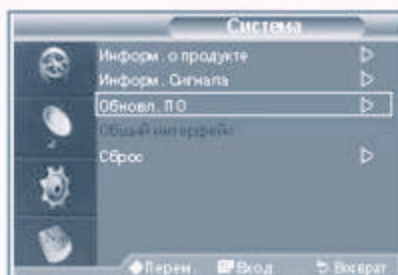 Система
Информ. о продукте
Информ. Сигнала
Обновл. ПО
Общий интерфейс
Сброс
Перем. Вход Возврат